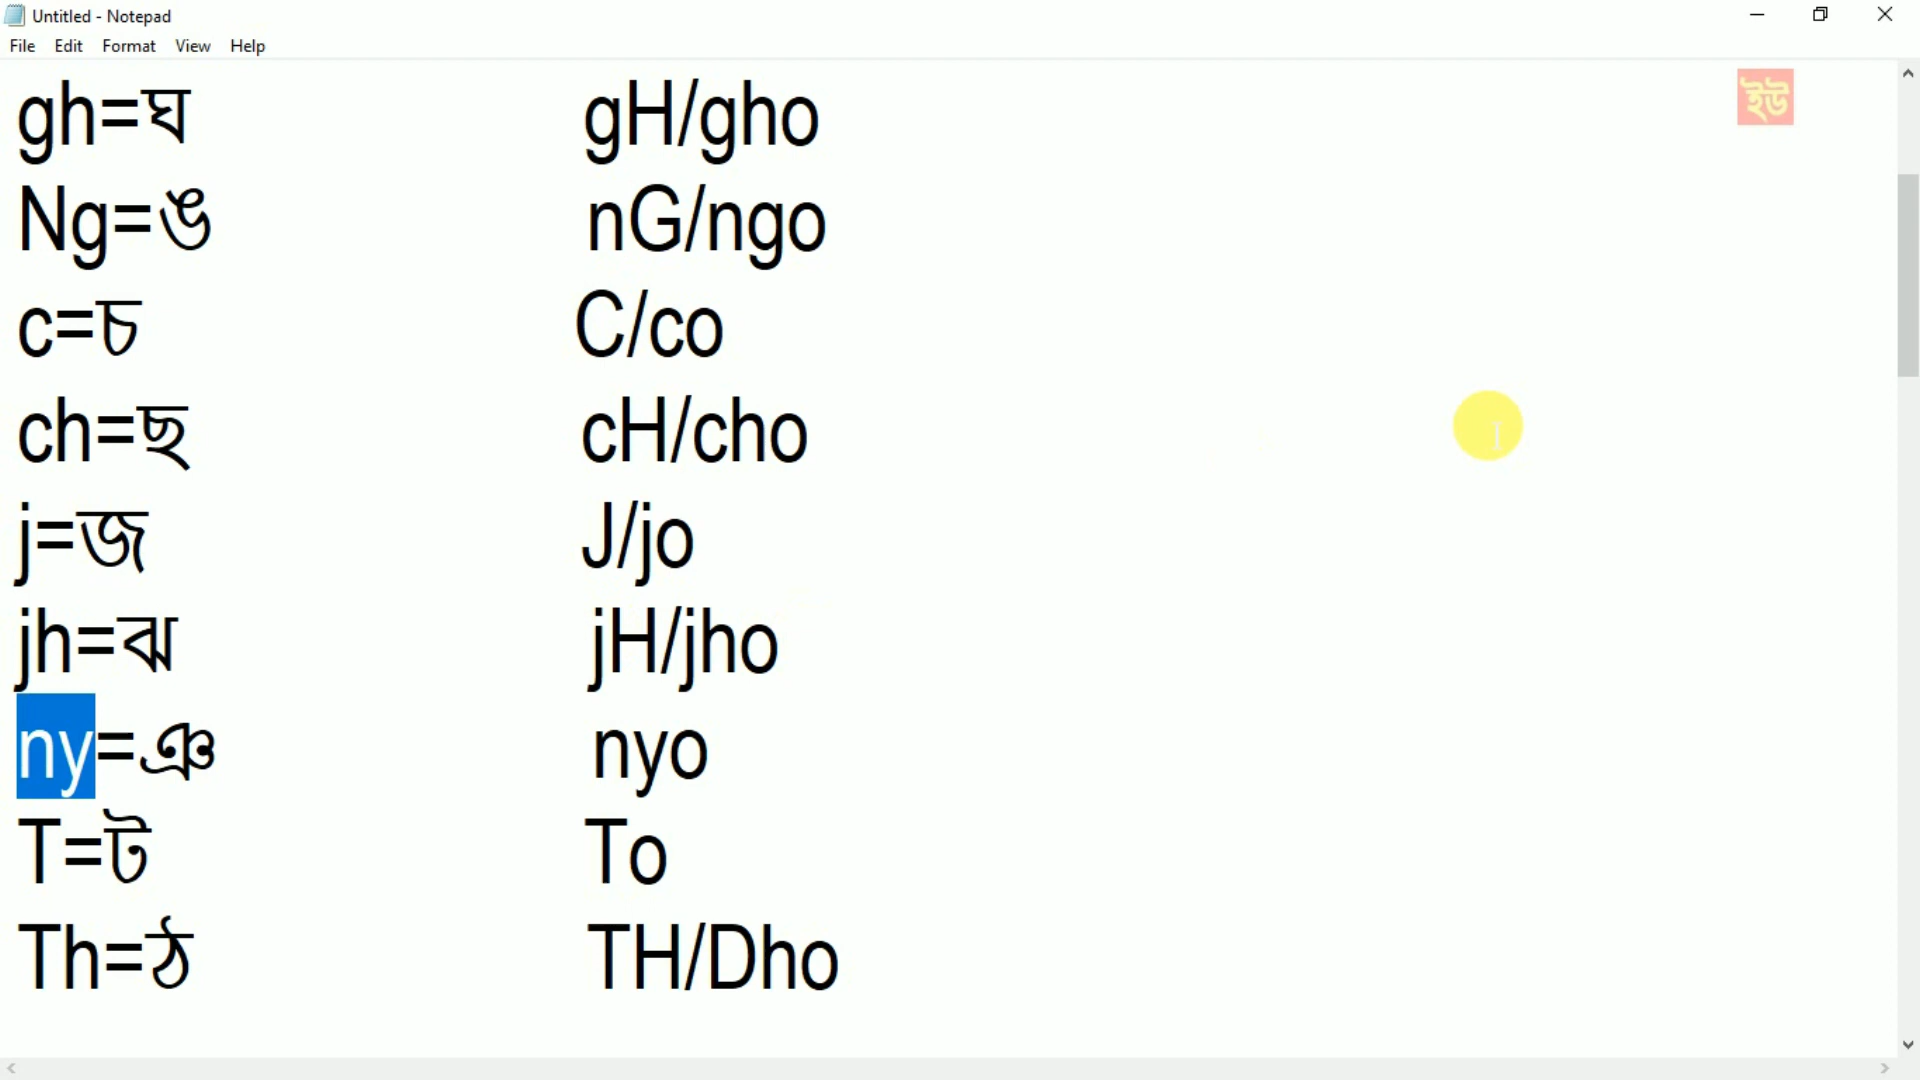 Untitled - Notepad
File Edit Format View Help
ইউ
gh=ঘ gH/gho
Ng=ঙ nG/ngo
c=চ C/co
ch=ছ cH/cho
j=জ J/jo
jh=ঝ jH/jho
ny=ঞ nyo
T=ট To
Th=ঠ TH/Dho